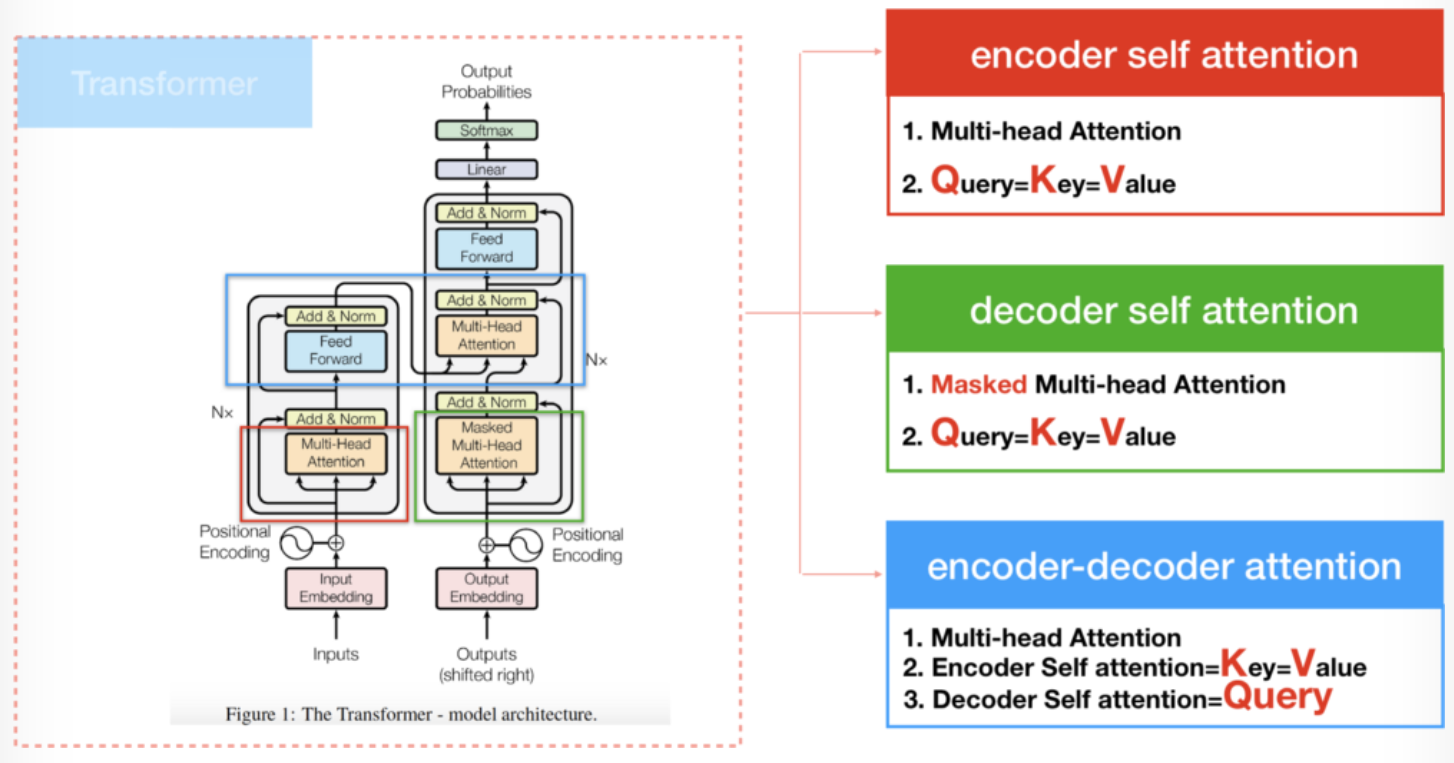 Transformer
Output
Probabilities
Softmax
Linear
Add & Norm
Feed
Forward
Add & Norm
Multi-Head
Attention
Nx
Add & Norm
Masked
Multi-Head
Attention
Add & Norm
Feed
Forward
Nx
Add & Norm
Multi-Head
Attention
Positional
Encoding
Positional
Encoding
Input
Embedding
Output
Embedding
Inputs
Outputs
(shifted right)
Figure 1: The Transformer - model architecture.
encoder self attention
1. Multi-head Attention
2. Query=Key=Value
decoder self attention
1. Masked Multi-head Attention
2. Query=Key=Value
encoder-decoder attention
1. Multi-head Attention
2. Encoder Self attention=Key=Value
3. Decoder Self attention=Query